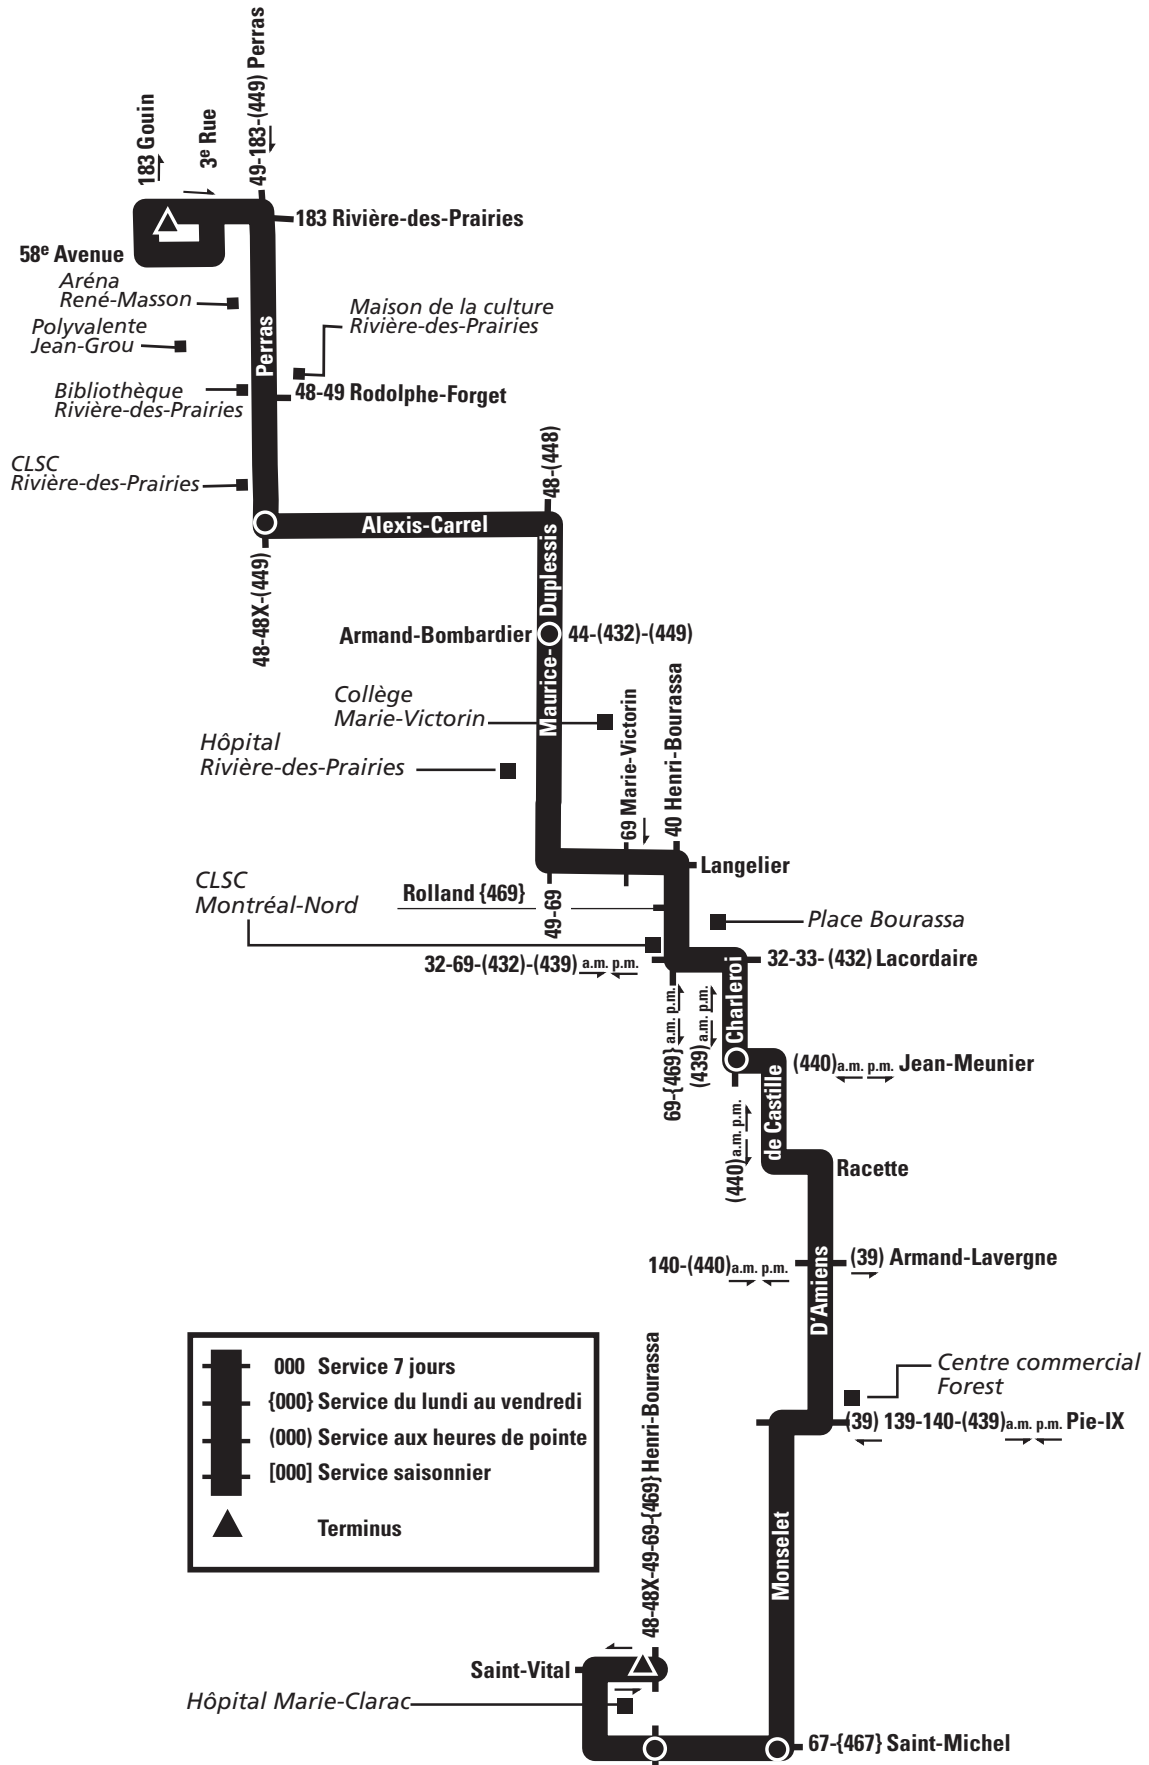 183 Gouin
3e Rue
49-183-(449) Perras
183 Rivière-des-Prairies
58e Avenue
Aréna
René-Masson
Polyvalente
Jean-Grou
Maison de la culture
Rivière-des-Prairies
Perras
Bibliothèque
Rivière-des-Prairies
48-49 Rodolphe-Forget
CLSC
Rivière-des-Prairies
48-(448)
Alexis-Carrel
48-48X-(449)
Maurice-Duplessis
Armand-Bombardier
44-(432)-(449)
Collège
Marie-Victorin
Hôpital
Rivière-des-Prairies
69 Marie-Victorin
40 Henri-Bourassa
Langelier
CLSC
Montréal-Nord
Rolland {469}
49-69
Place Bourassa
32-69-(432)-(439) a.m. p.m.
32-33- (432) Lacordaire
Charleroi
69-{469} a.m. p.m.
(439) a.m. p.m.
(440) a.m. p.m. Jean-Meunier
(440) a.m. p.m.
de Castille
Racette
140-(440) a.m. p.m.
(39) Armand-Lavergne
D'Amiens
Centre commercial
Forest
(39) 139-140-(439) a.m. p.m. Pie-IX
000 Service 7 jours
{000} Service du lundi au vendredi
(000) Service aux heures de pointe
[000] Service saisonnier
Terminus
48-48X-49-69-{469} Henri-Bourassa
Monselet
Saint-Vital
Hôpital Marie-Clarac
67-{467} Saint-Michel